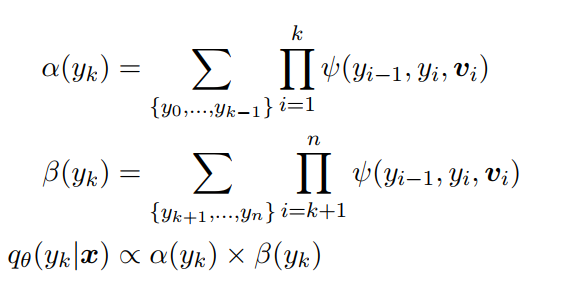 α(y_k) = ∑_{{y_0,...,y_{k−1}}} ∏_{i=1}^{k} ψ(y_{i−1}, y_i, 𝒗_i)
β(y_k) = ∑_{{y_{k+1},...,y_n}} ∏_{i=k+1}^{n} ψ(y_{i−1}, y_i, 𝒗_i)
q_θ(y_k|𝒙) ∝ α(y_k) × β(y_k)